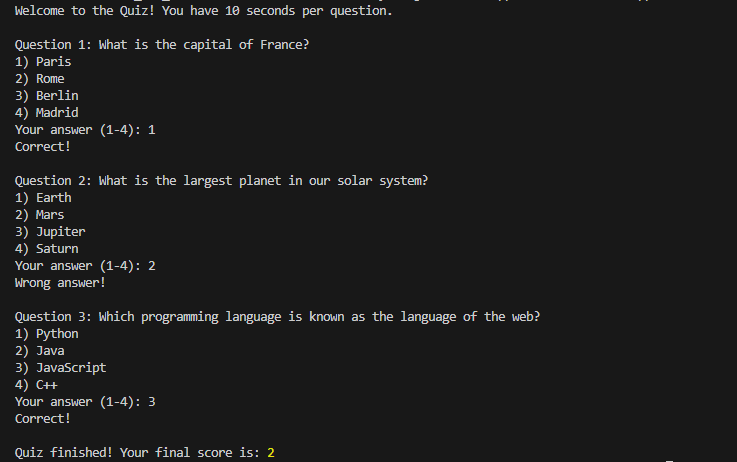 Welcome to the Quiz! You have 10 seconds per question.
Question 1: What is the capital of France?
1) Paris
2) Rome
3) Berlin
4) Madrid
Your answer (1-4): 1
Correct!
Question 2: What is the largest planet in our solar system?
1) Earth
2) Mars
3) Jupiter
4) Saturn
Your answer (1-4): 2
Wrong answer!
Question 3: Which programming language is known as the language of the web?
1) Python
2) Java
3) JavaScript
4) C++
Your answer (1-4): 3
Correct!
Quiz finished! Your final score is: 2